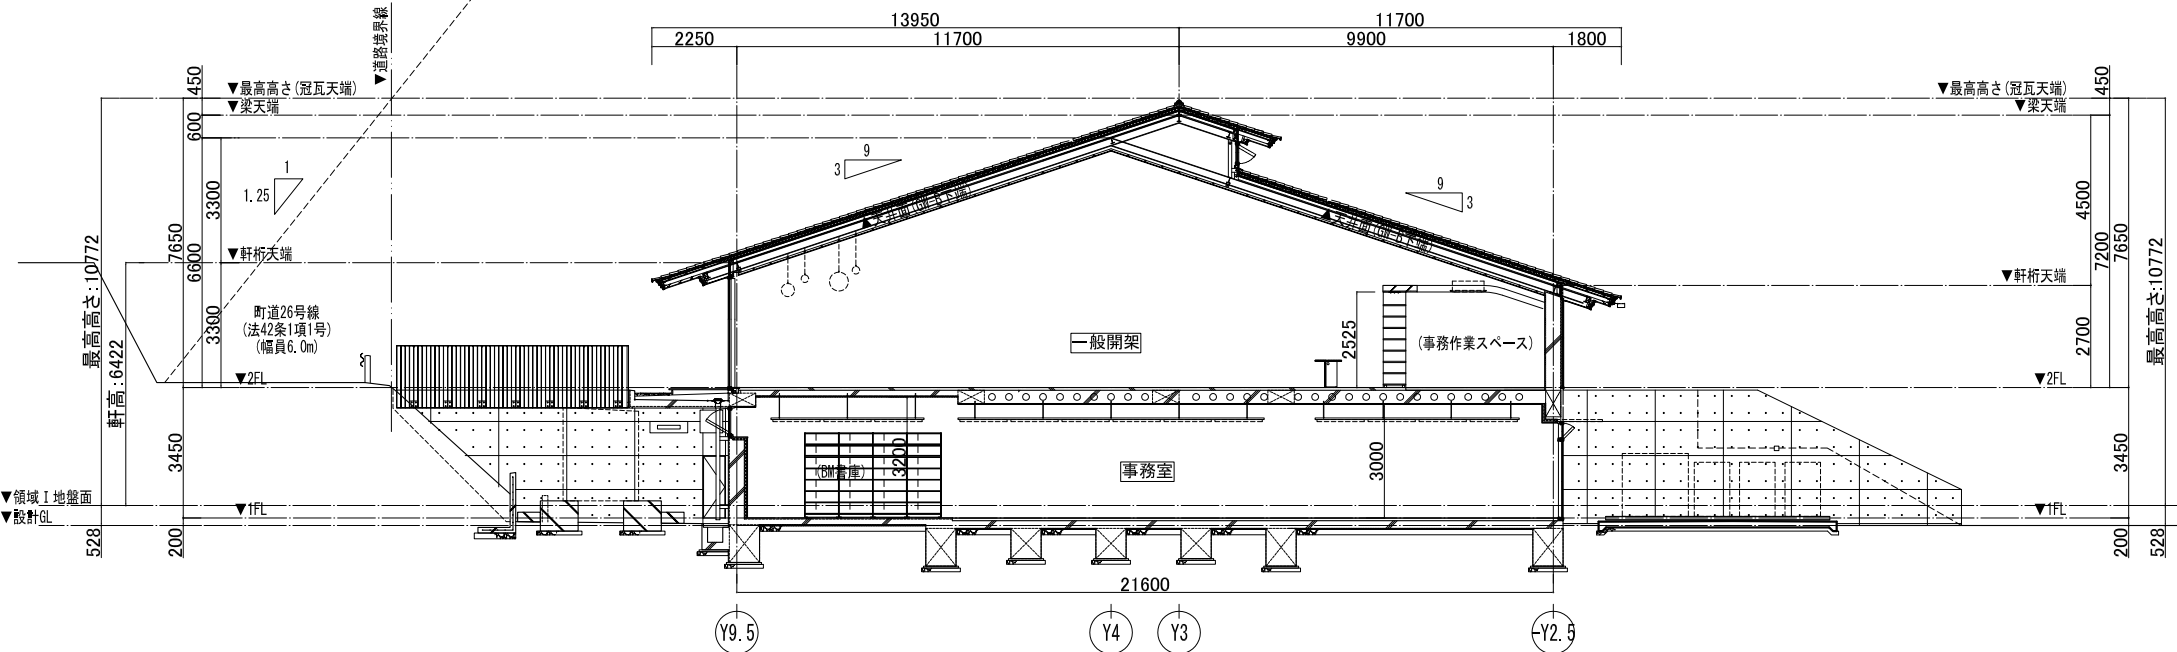 13950
11700
2250
11700
9900
1800
▼道路境界線
450
▼最高高さ(冠瓦天端)
▼梁天端
600
▼最高高さ(冠瓦天端)
▼梁天端
450
1
1.25
9
3
9
3
3300
7650
6600
最高高さ:10772
▼軒桁天端
軒高:6422
3300
町道26号線
(法42条1項1号)
(幅員6.0m)
▼2FL
4500
7200
7650
最高高さ:10772
▼軒桁天端
2700
▼2FL
一般開架
2525
(事務作業スペース)
3450
3200
(BM書庫)
事務室
3000
3450
▼領域Ⅰ地盤面
▼設計GL
▼1FL
▼1FL
528
200
200
528
21600
Y9.5
Y4
Y3
-Y2.5